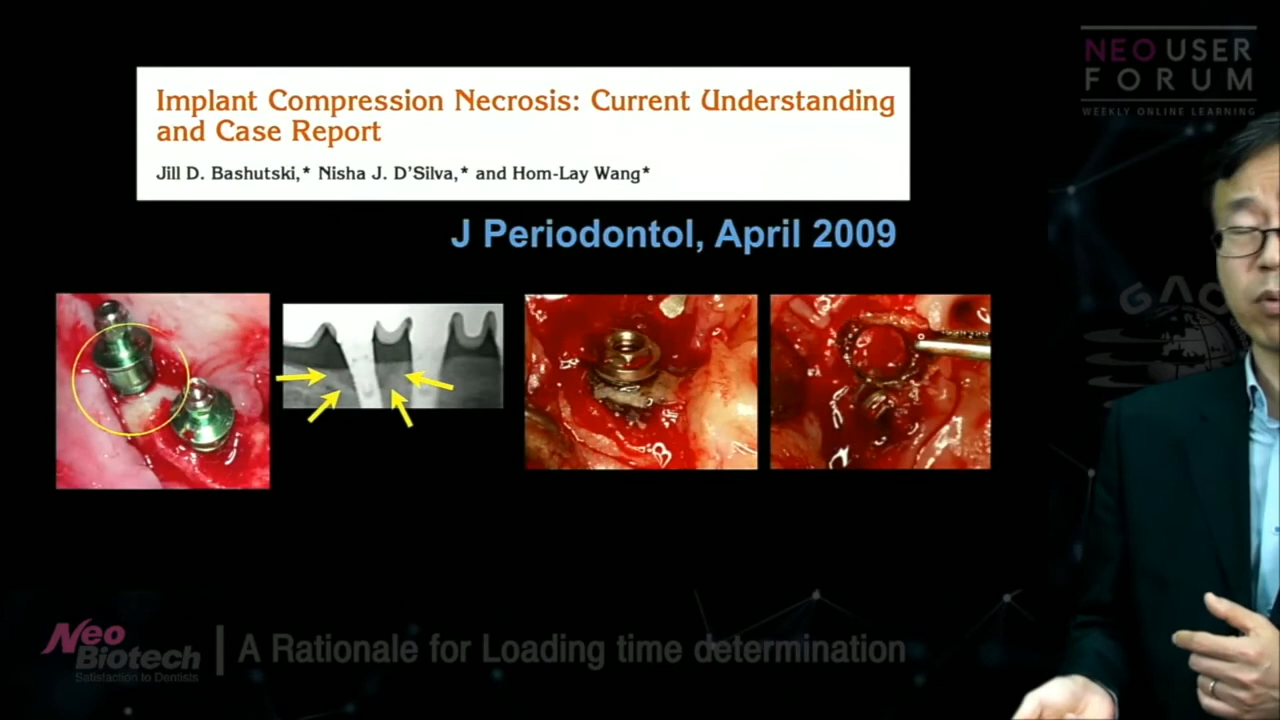 NEO USER
FORUM
WEEKLY ONLINE LEARNING
Implant Compression Necrosis: Current Understanding
and Case Report
Jill D. Bashutski,* Nisha J. D'Silva,* and Hom-Lay Wang*
J Periodontol, April 2009
Neo
Biotech
Satisfaction to Dentists
A Rationale for Loading time determination